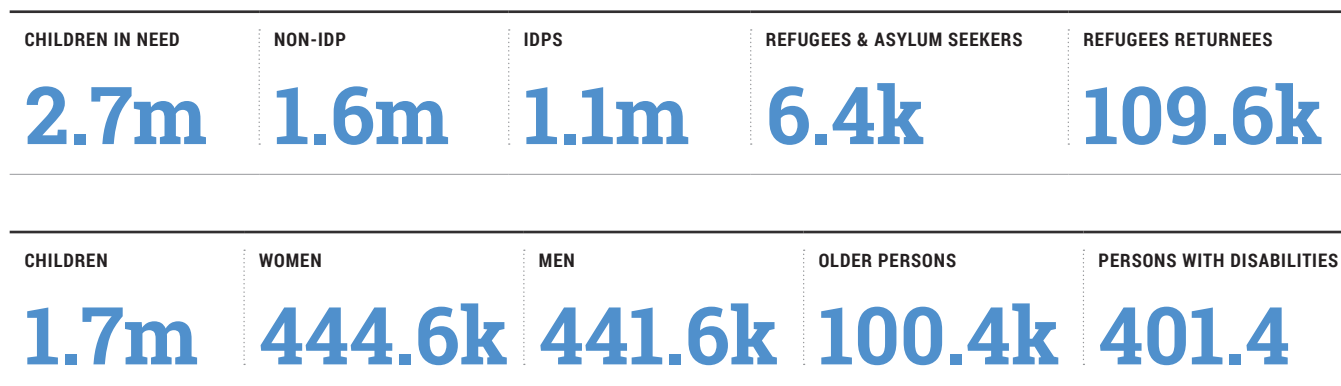 CHILDREN IN NEED NON-IDP IDPS REFUGEES & ASYLUM SEEKERS REFUGEES RETURNEES
2.7m 1.6m 1.1m 6.4k 109.6k
CHILDREN WOMEN MEN OLDER PERSONS PERSONS WITH DISABILITIES
1.7m 444.6k 441.6k 100.4k 401.4